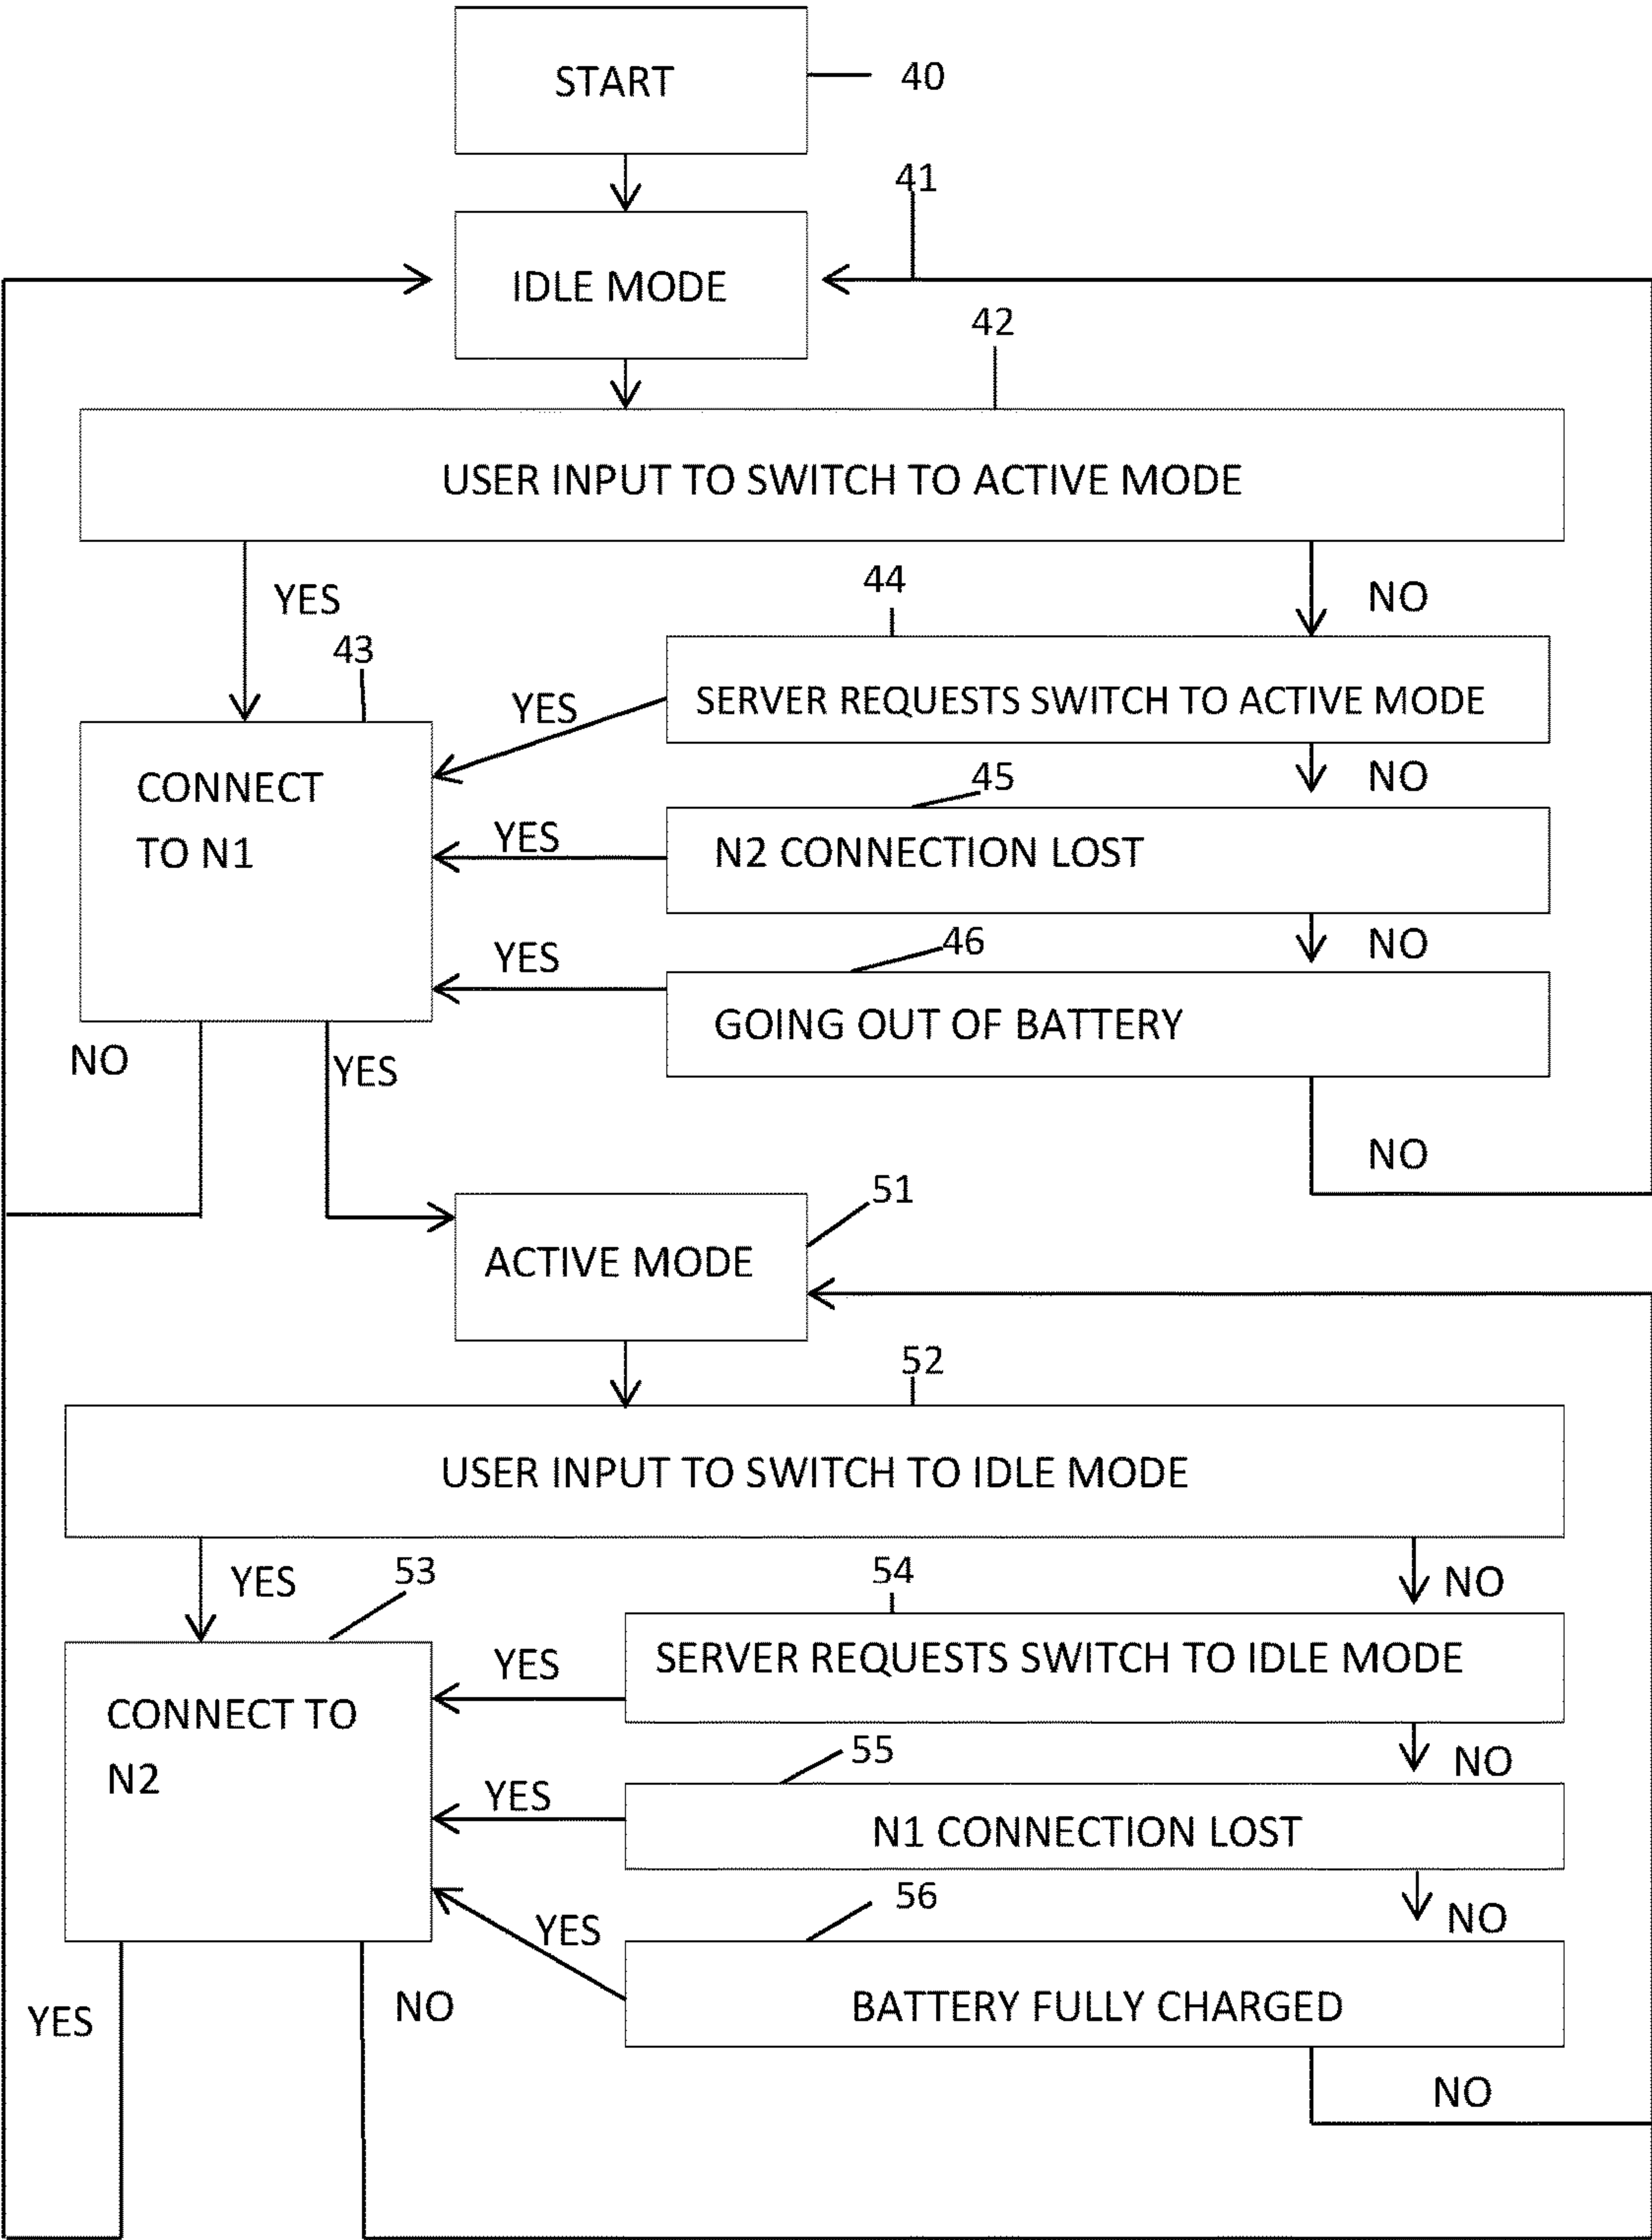 START
40
41
IDLE MODE
42
USER INPUT TO SWITCH TO ACTIVE MODE
YES
44
NO
43
SERVER REQUESTS SWITCH TO ACTIVE MODE
YES
CONNECT
TO N1
45
NO
YES
N2 CONNECTION LOST
46
NO
YES
GOING OUT OF BATTERY
NO
YES
NO
51
ACTIVE MODE
52
USER INPUT TO SWITCH TO IDLE MODE
YES
53
54
NO
SERVER REQUESTS SWITCH TO IDLE MODE
YES
CONNECT TO
N2
55
NO
YES
N1 CONNECTION LOST
56
NO
YES
BATTERY FULLY CHARGED
YES
NO
NO